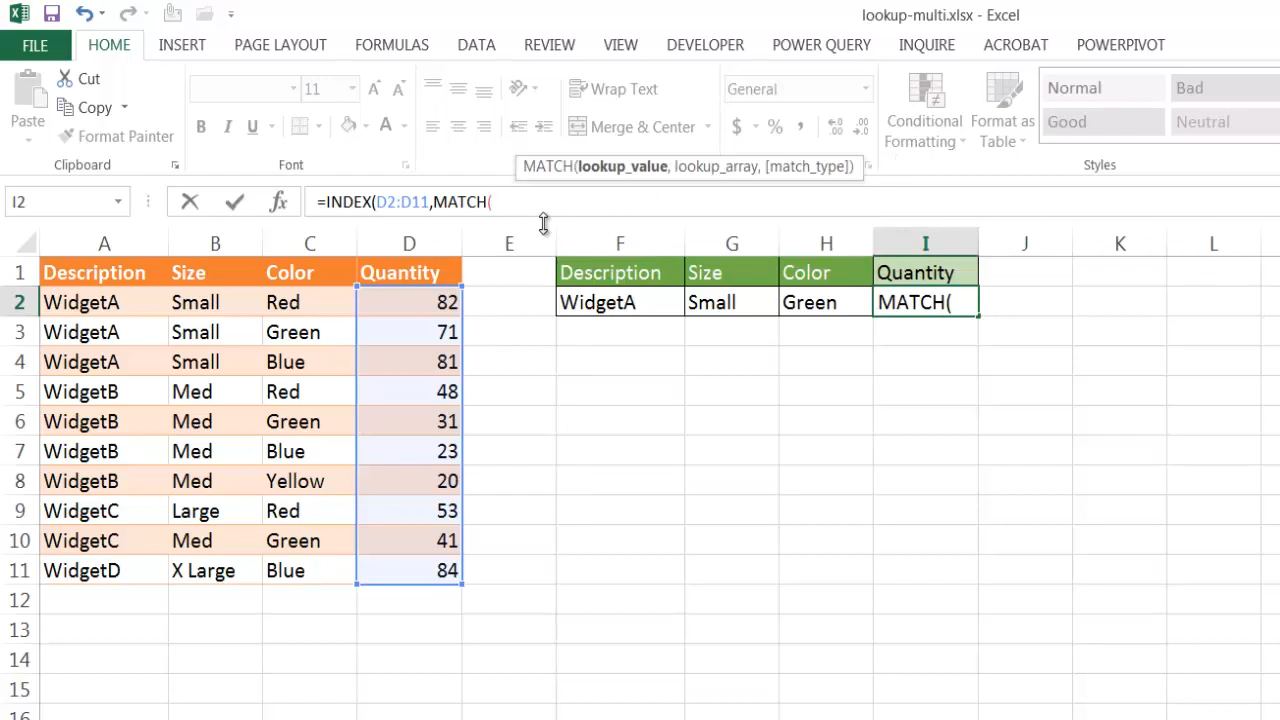 lookup-multi.xlsx - Excel
FILE HOME INSERT PAGE LAYOUT FORMULAS DATA REVIEW VIEW DEVELOPER POWER QUERY INQUIRE ACROBAT POWERPIVOT
Paste
Cut
Copy
Format Painter
Clipboard
11
A A
B I U A
Font
Wrap Text
Merge & Center
General
$ % ,
Conditional
Formatting
Format as
Table
Normal Bad
Good Neutral
Styles
MATCH(lookup_value, lookup_array, [match_type])
I2 fx =INDEX(D2:D11,MATCH(
A B C D E F G H I J K L
1 Description Size Color Quantity Description Size Color Quantity
2 WidgetA Small Red 82 WidgetA Small Green MATCH(
3 WidgetA Small Green 71
4 WidgetA Small Blue 81
5 WidgetB Med Red 48
6 WidgetB Med Green 31
7 WidgetB Med Blue 23
8 WidgetB Med Yellow 20
9 WidgetC Large Red 53
10 WidgetC Med Green 41
11 WidgetD X Large Blue 84
12
13
14
15
16